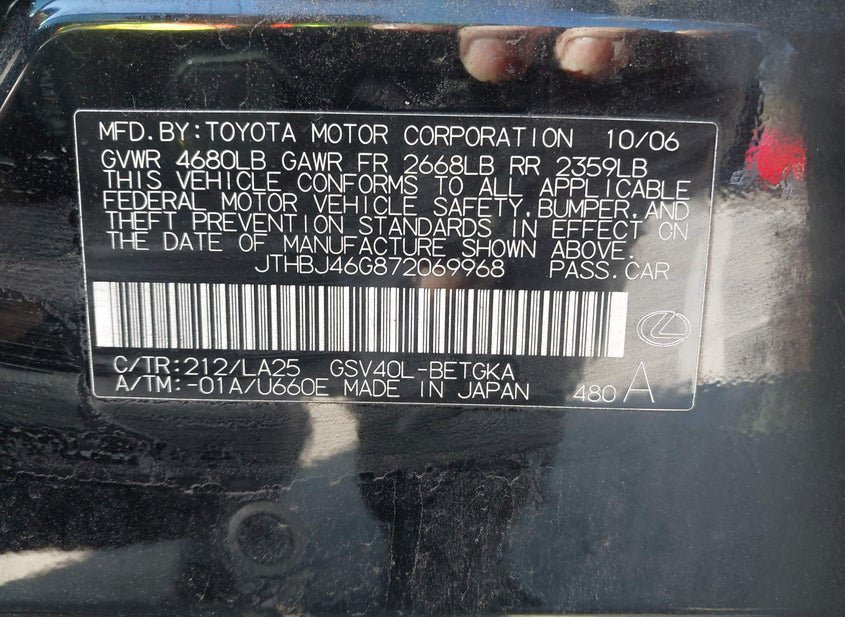 MFD.BY:TOYOTA MOTOR CORPORATION 10/06
GVWR 4680LB GAWR FR 2668LB RR 2359LB
THIS VEHICLE CONFORMS TO ALL APPLICABLE
FEDERAL MOTOR VEHICLE SAFETY,BUMPER,AND
THEFT PREVENTION STANDARDS IN EFFECT ON
THE DATE OF MANUFACTURE SHOWN ABOVE.
JTHBJ46G872069968 PASS.CAR
C/TR:212/LA25 GSV40L-BETGKA
A/TM:-01A/U660E MADE IN JAPAN 480 A